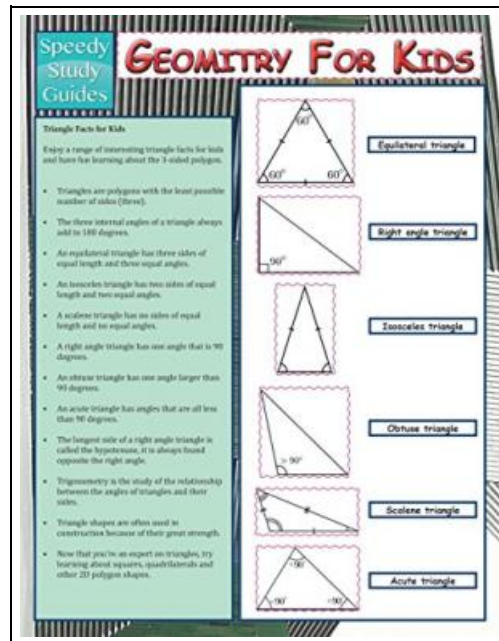 Speedy
Study
Guides
GEOMITRY FOR KIDS
Triangle Facts for Kids
Enjoy a range of interesting triangle facts for kids
and have fun learning about the 3-sided polygon.
• Triangles are polygons with the least possible
number of sides (three).
• The three internal angles of a triangle always
add to 180 degrees.
• An equilateral triangle has three sides of
equal length and three equal angles.
• An isosceles triangle has two sides of equal
length and two equal angles.
• A scalene triangle has no sides of equal
length and no equal angles.
• A right angle triangle has one angle that is 90
degrees.
• An obtuse triangle has one angle larger than
90 degrees.
• An acute triangle has angles that are all less
than 90 degrees.
• The longest side of a right angle triangle is
called the hypotenuse, it is always found
opposite the right angle.
• Trigonometry is the study of the relationship
between the angles of triangles and their
sides.
• Triangle shapes are often used in
construction because of their great strength.
• Now that you're an expert on triangles, try
learning about squares, quadrilaterals and
other 2D polygon shapes.
60°
60° 60°
Equilateral triangle
90°
Right angle triangle
Isosceles triangle
> 90°
Obtuse triangle
Scalene triangle
<90°
<90° <90°
Acute triangle